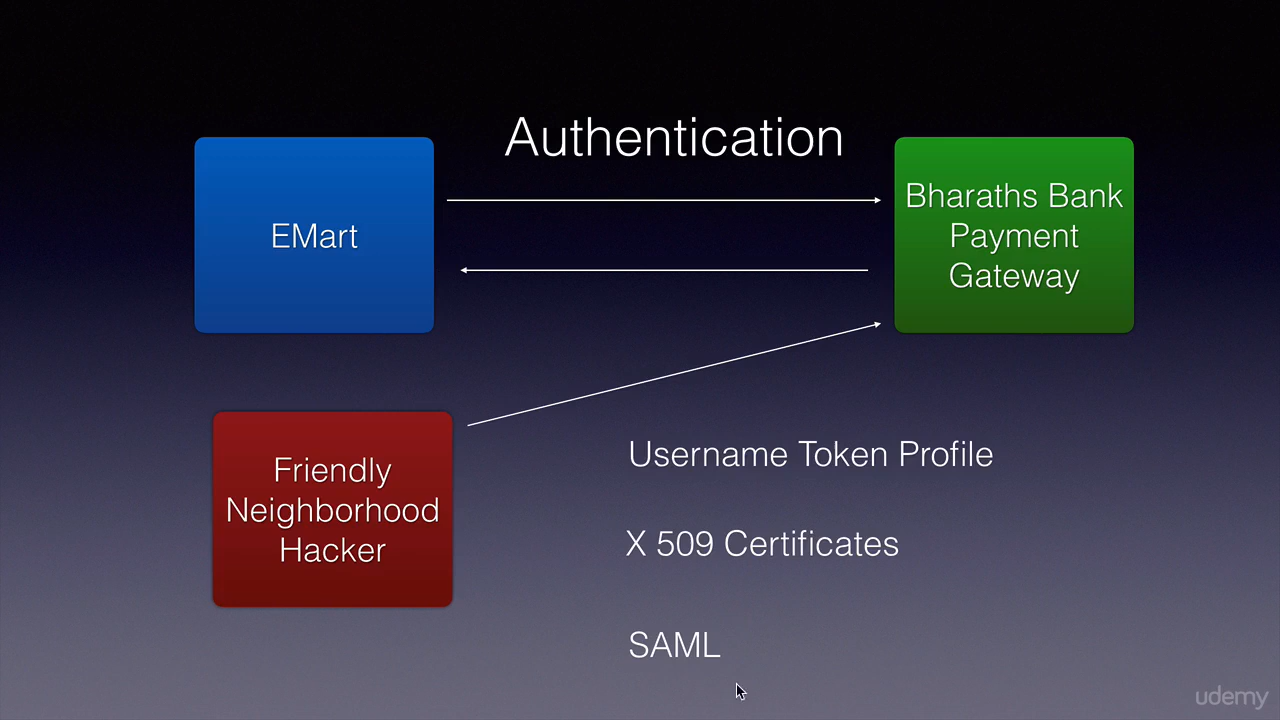 Authentication
EMart
Bharaths Bank
Payment
Gateway
Friendly
Neighborhood
Hacker
Username Token Profile
X 509 Certificates
SAML
udemy